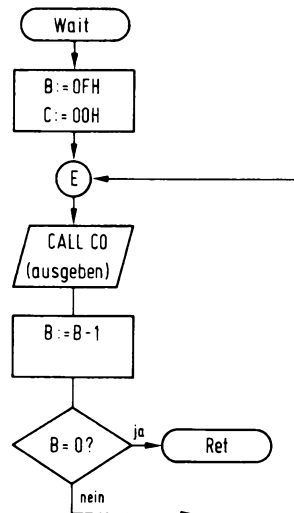 Wait
B:=0FH
C:=00H
E
CALL CO
(ausgeben)
B:=B-1
B=0?
ja
Ret
nein